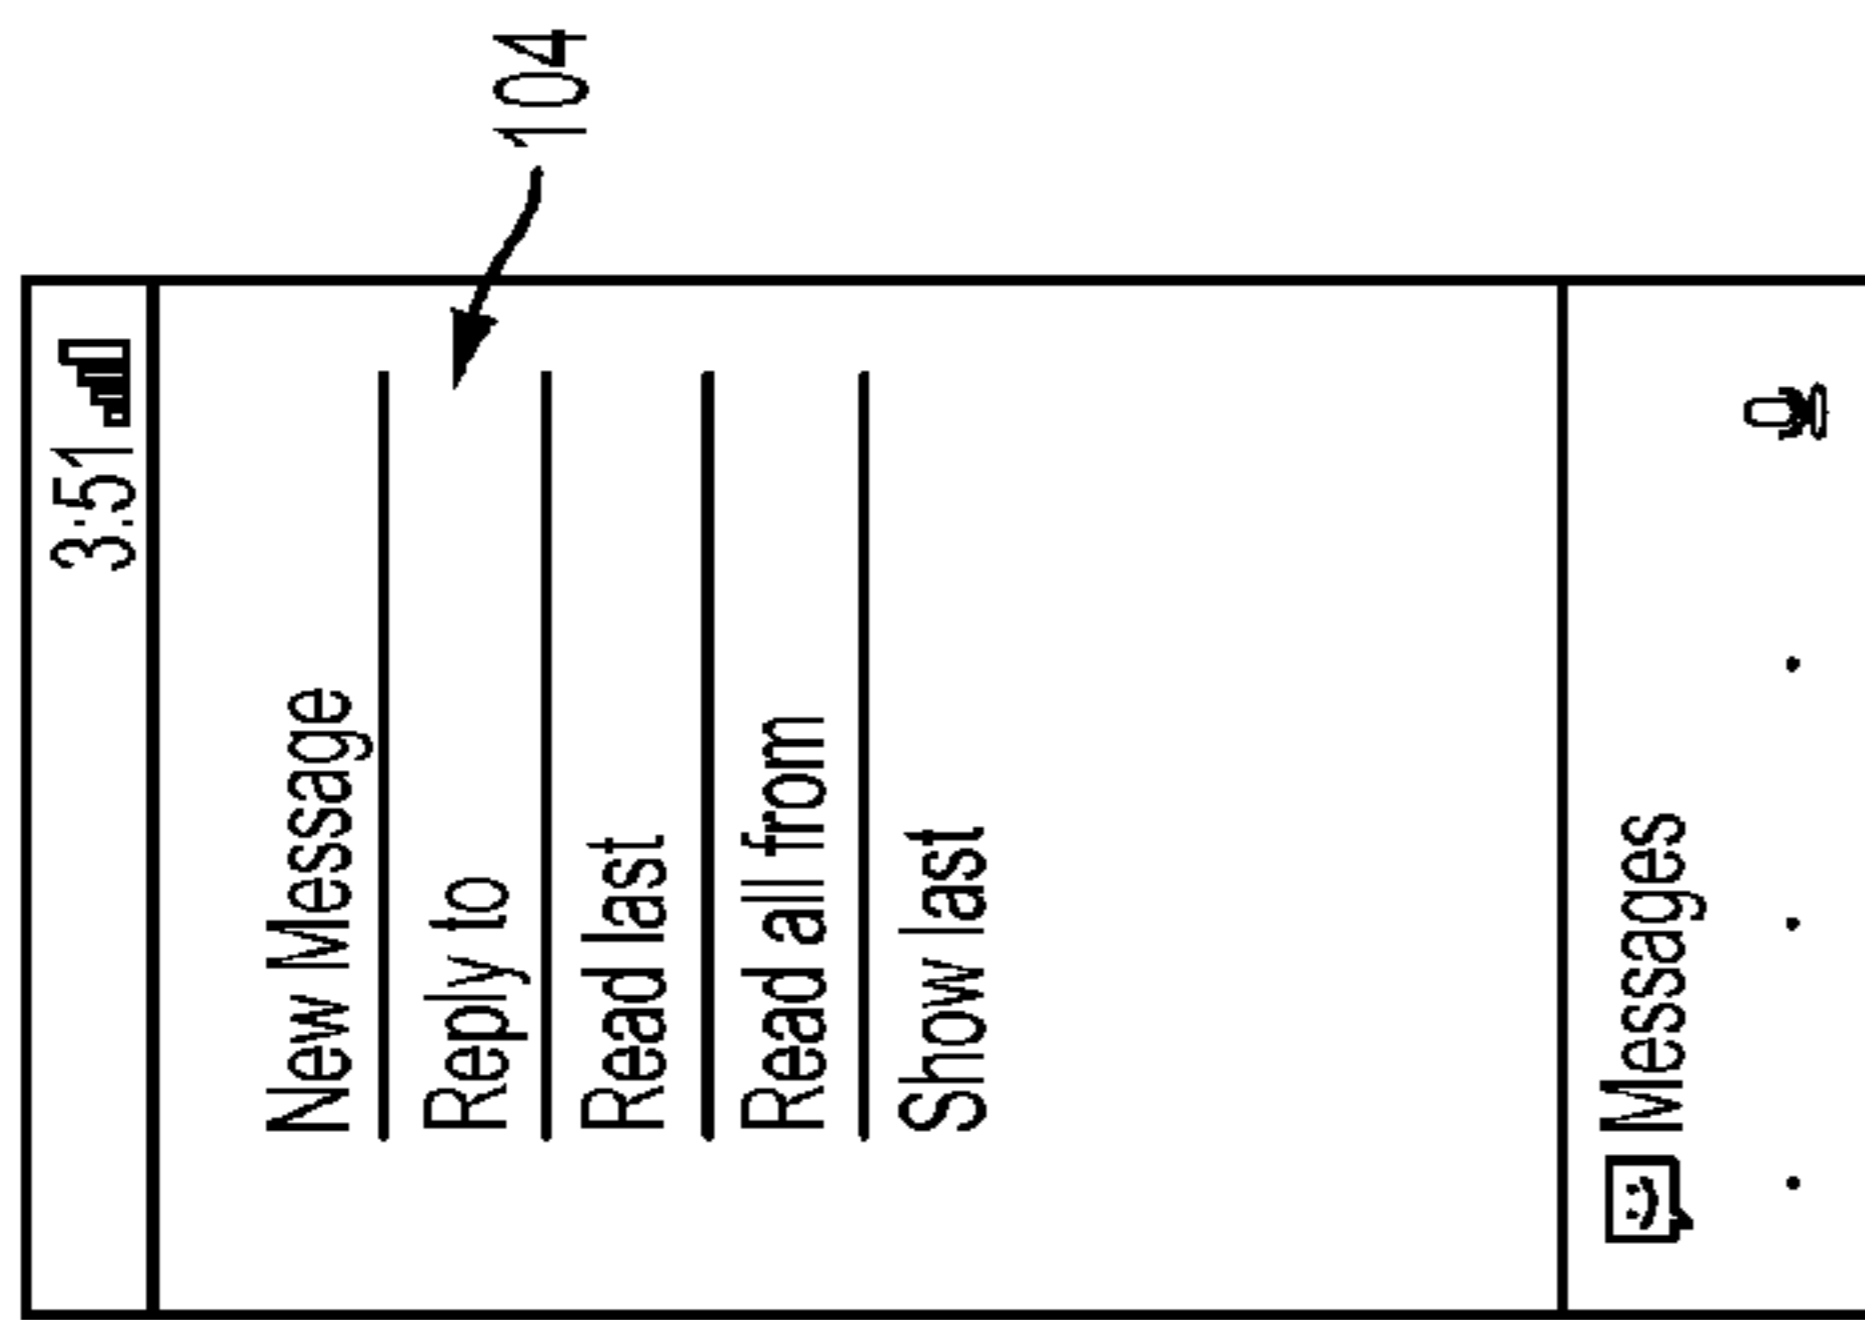 3:51
104
New Message
Reply to
Read last
Read all from
Show last
Messages